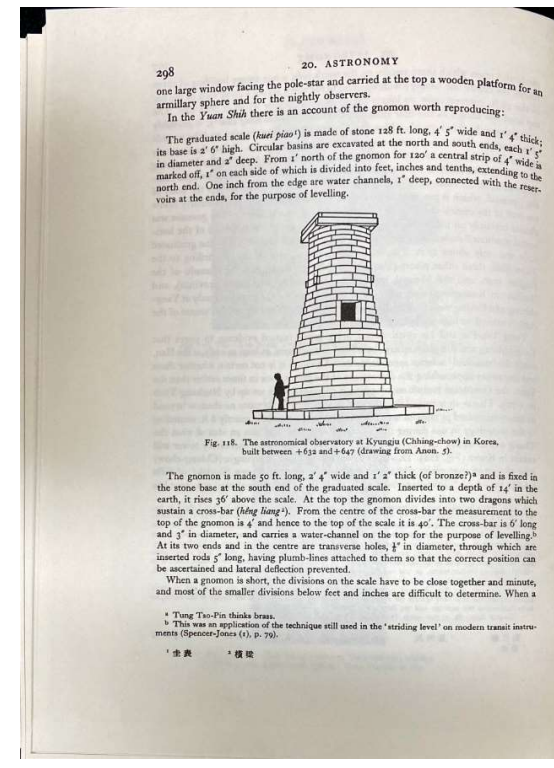 298
20. ASTRONOMY
one large window facing the pole-star and carried at the top a wooden platform for an
armillary sphere and for the nightly observers.
In the Yuan Shih there is an account of the gnomon worth reproducing:
The graduated scale (kuei piao¹) is made of stone 128 ft. long, 4′ 5″ wide and 1′ 4″ thick;
its base is 2′ 6″ high. Circular basins are excavated at the north and south ends, each 1′ 5″
in diameter and 2″ deep. From 1′ north of the gnomon for 120′ a central strip of 4″ wide is
marked off, 1″ on each side of which is divided into feet, inches and tenths, extending to the
north end. One inch from the edge are water channels, 1″ deep, connected with the reser-
voirs at the ends, for the purpose of levelling.
Fig. 118. The astronomical observatory at Kyungju (Chhing-chow) in Korea,
built between +632 and +647 (drawing from Anon. 5).
The gnomon is made 50 ft. long, 2′ 4″ wide and 1′ 2″ thick (of bronze?)ᵃ and is fixed in
the stone base at the south end of the graduated scale. Inserted to a depth of 14′ in the
earth, it rises 36′ above the scale. At the top the gnomon divides into two dragons which
sustain a cross-bar (hêng liang²). From the centre of the cross-bar the measurement to the
top of the gnomon is 4′ and hence to the top of the scale it is 40′. The cross-bar is 6′ long
and 3″ in diameter, and carries a water-channel on the top for the purpose of levelling.ᵇ
At its two ends and in the centre are transverse holes, in diameter, through which are
inserted rods 5″ long, having plumb-lines attached to them so that the correct position can
be ascertained and lateral deflection prevented.
When a gnomon is short, the divisions on the scale have to be close together and minute,
and most of the smaller divisions below feet and inches are difficult to determine. When a
ᵃ Tung Tso-Pin thinks brass.
ᵇ This was an application of the technique still used in the 'striding level' on modern transit instru-
ments (Spencer-Jones (1), p. 79).
¹ 圭表 ² 橫梁